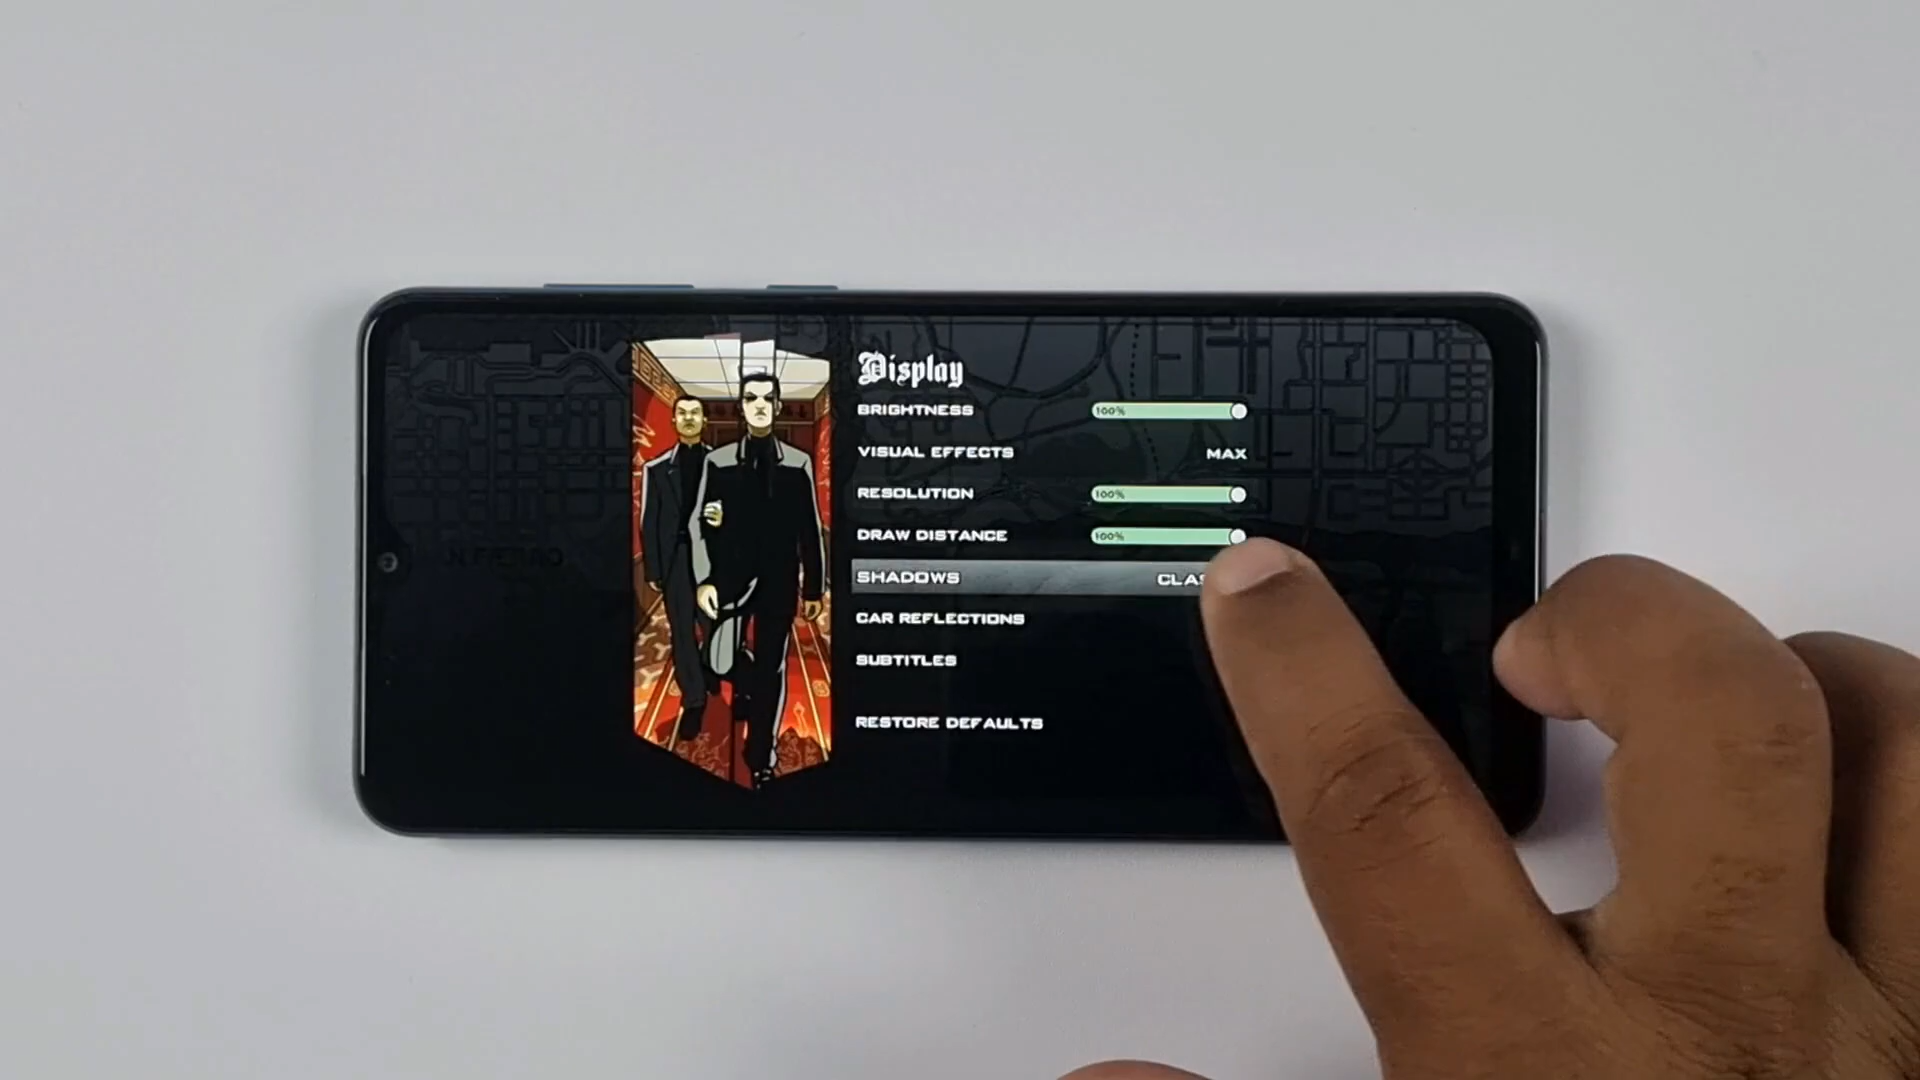 Display
BRIGHTNESS 100%
VISUAL EFFECTS MAX
RESOLUTION 100%
DRAW DISTANCE 100%
SHADOWS
CAR REFLECTIONS
SUBTITLES
RESTORE DEFAULTS